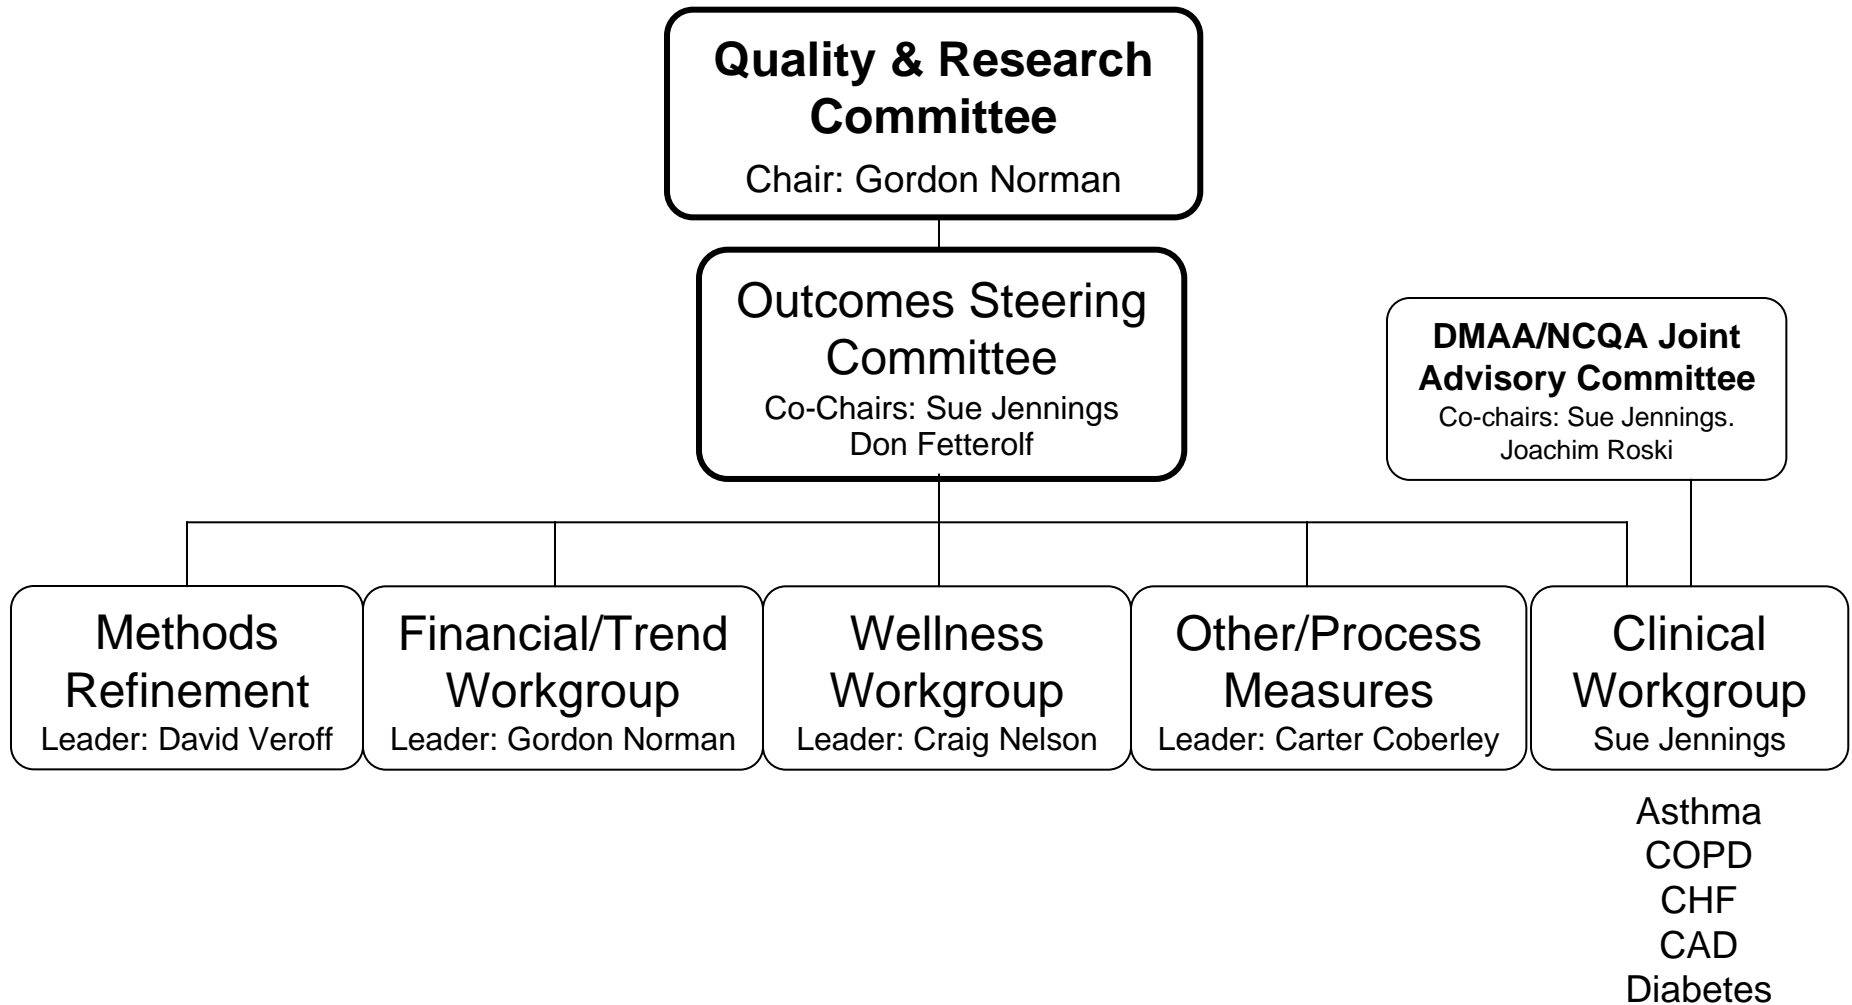 Quality & Research
Committee
Chair: Gordon Norman
Outcomes Steering
Committee
Co-Chairs: Sue Jennings
Don Fetterolf
DMAA/NCQA Joint
Advisory Committee
Co-chairs: Sue Jennings.
Joachim Roski
Methods
Refinement
Leader: David Veroff
Financial/Trend
Workgroup
Leader: Gordon Norman
Wellness
Workgroup
Leader: Craig Nelson
Other/Process
Measures
Leader: Carter Coberley
Clinical
Workgroup
Sue Jennings
Asthma
COPD
CHF
CAD
Diabetes